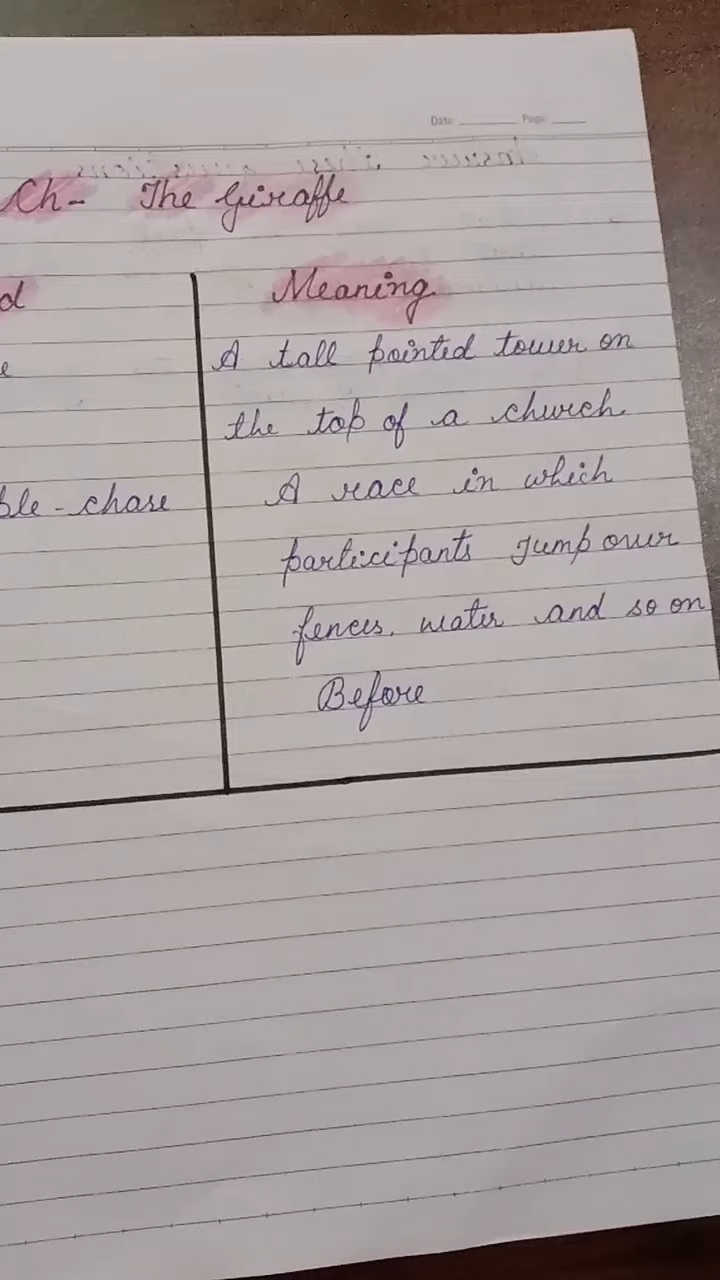 Date Page
Ch- The Giraffe
d Meaning
e A tall pointed tower on
the top of a church.
A race in which
ble-chase
participants Jump over
fences, water and so on
Before